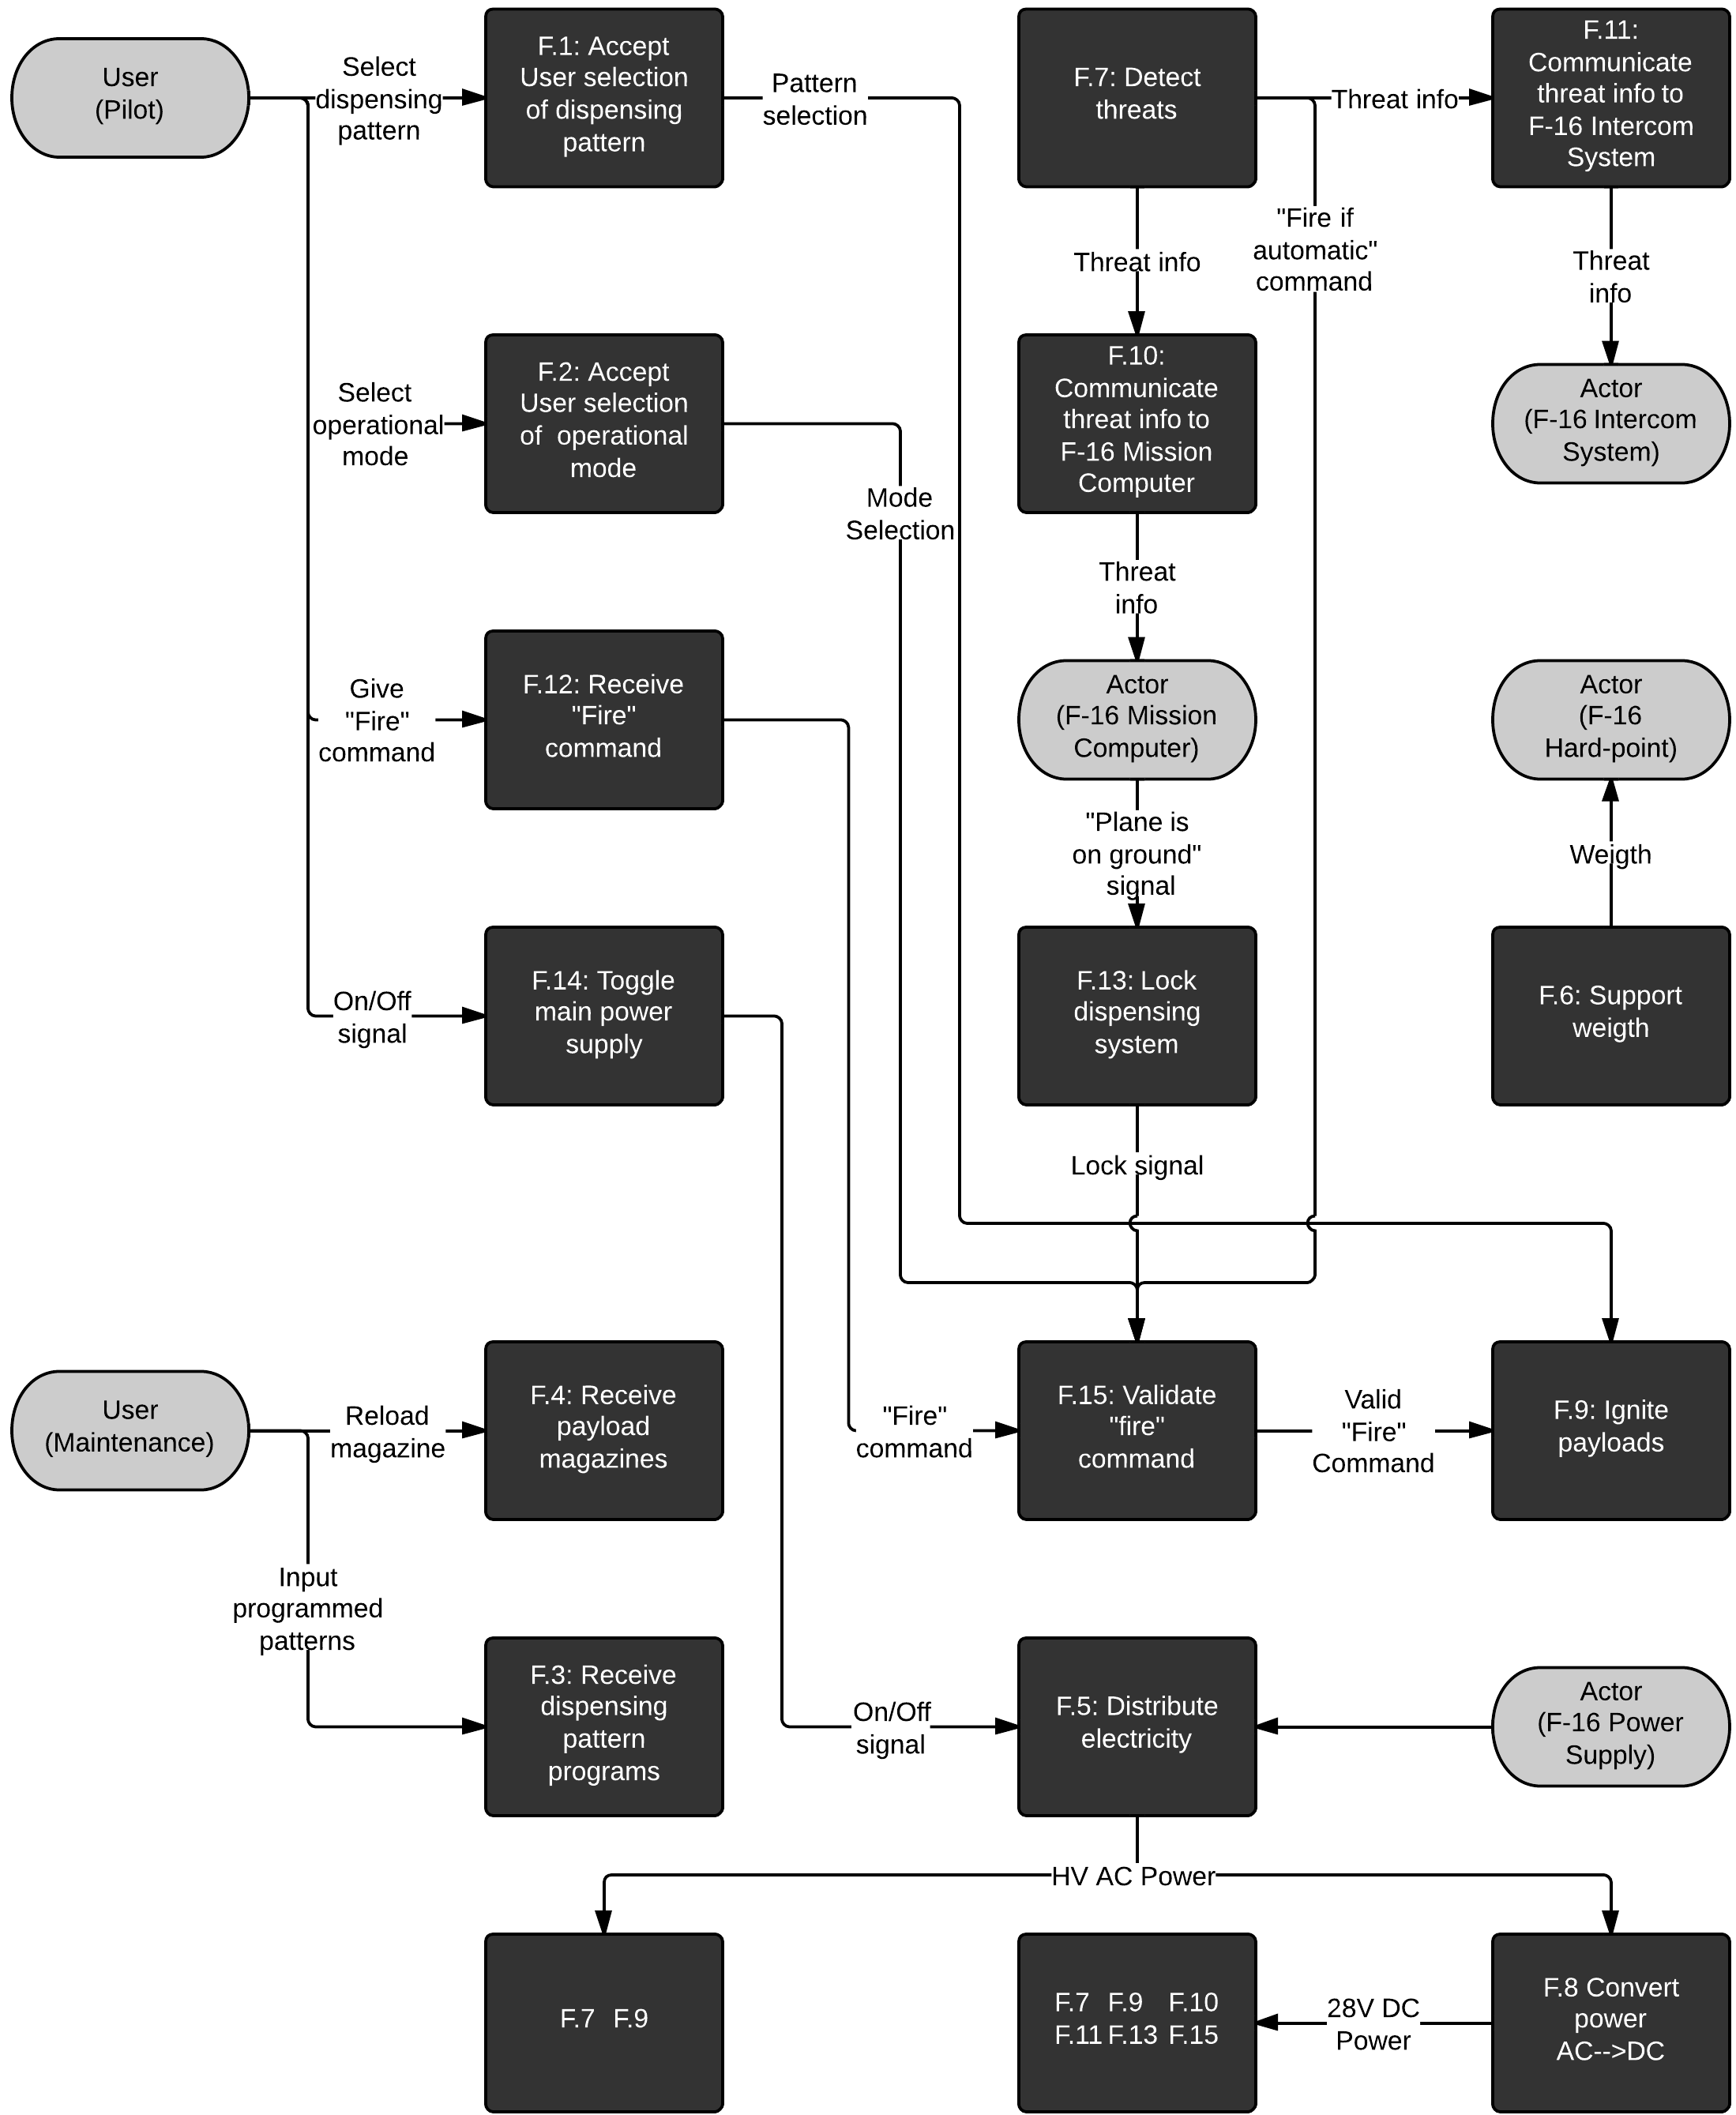 User
(Pilot)
Select
dispensing
pattern
F.1: Accept
User selection
of dispensing
pattern
Pattern
selection
F.7: Detect
threats
Threat info
F.11:
Communicate
threat info to
F-16 Intercom
System
"Fire if
automatic"
command
Threat info
Threat
info
Select
operational
mode
F.2: Accept
User selection
of operational
mode
Mode
Selection
F.10:
Communicate
threat info to
F-16 Mission
Computer
Actor
(F-16 Intercom
System)
Threat
info
Give
"Fire"
command
F.12: Receive
"Fire"
command
Actor
(F-16 Mission
Computer)
Actor
(F-16
Hard-point)
"Plane is
on ground"
signal
Weigth
On/Off
signal
F.14: Toggle
main power
supply
F.13: Lock
dispensing
system
F.6: Support
weigth
Lock signal
User
(Maintenance)
Reload
magazine
F.4: Receive
payload
magazines
"Fire"
command
F.15: Validate
"fire"
command
Valid
"Fire"
Command
F.9: Ignite
payloads
Input
programmed
patterns
F.3: Receive
dispensing
pattern
programs
On/Off
signal
F.5: Distribute
electricity
Actor
(F-16 Power
Supply)
HV AC Power
F.7 F.9
F.7 F.9 F.10
F.11 F.13 F.15
28V DC
Power
F.8 Convert
power
AC-->DC